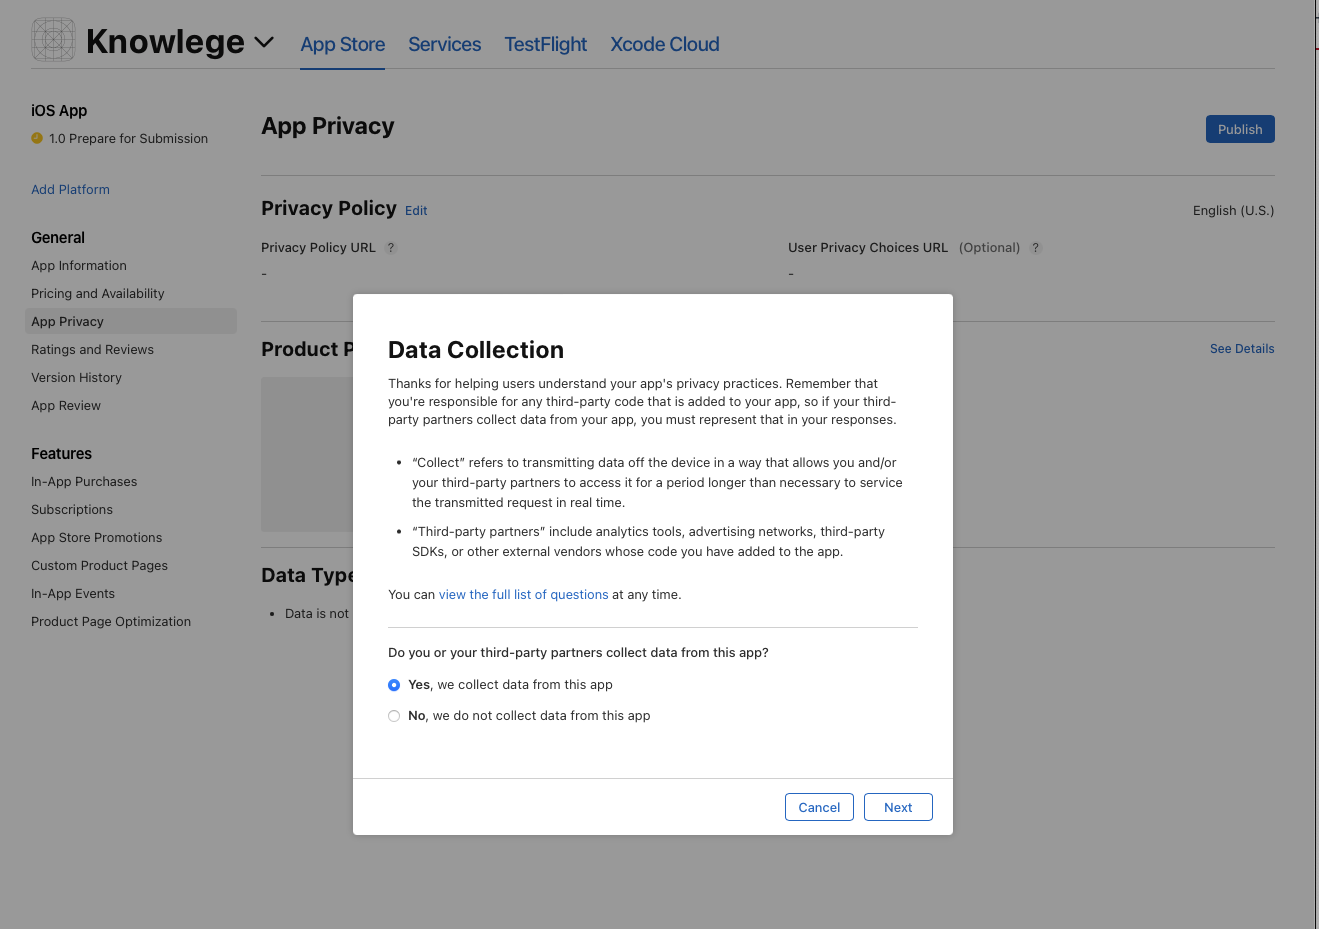 Knowlege
App Store Services TestFlight Xcode Cloud
iOS App
1.0 Prepare for Submission
Add Platform
General
App Information
Pricing and Availability
App Privacy
Ratings and Reviews
Version History
App Review
Features
In-App Purchases
Subscriptions
App Store Promotions
Custom Product Pages
In-App Events
Product Page Optimization
App Privacy
Publish
Privacy Policy Edit
English (U.S.)
Privacy Policy URL ?
-
User Privacy Choices URL (Optional) ?
-
Product P
See Details
Data Type
Data is not
Data Collection
Thanks for helping users understand your app's privacy practices. Remember that
you're responsible for any third-party code that is added to your app, so if your third-
party partners collect data from your app, you must represent that in your responses.
• “Collect” refers to transmitting data off the device in a way that allows you and/or
your third-party partners to access it for a period longer than necessary to service
the transmitted request in real time.
• “Third-party partners” include analytics tools, advertising networks, third-party
SDKs, or other external vendors whose code you have added to the app.
You can view the full list of questions at any time.
Do you or your third-party partners collect data from this app?
Yes, we collect data from this app
No, we do not collect data from this app
Cancel
Next